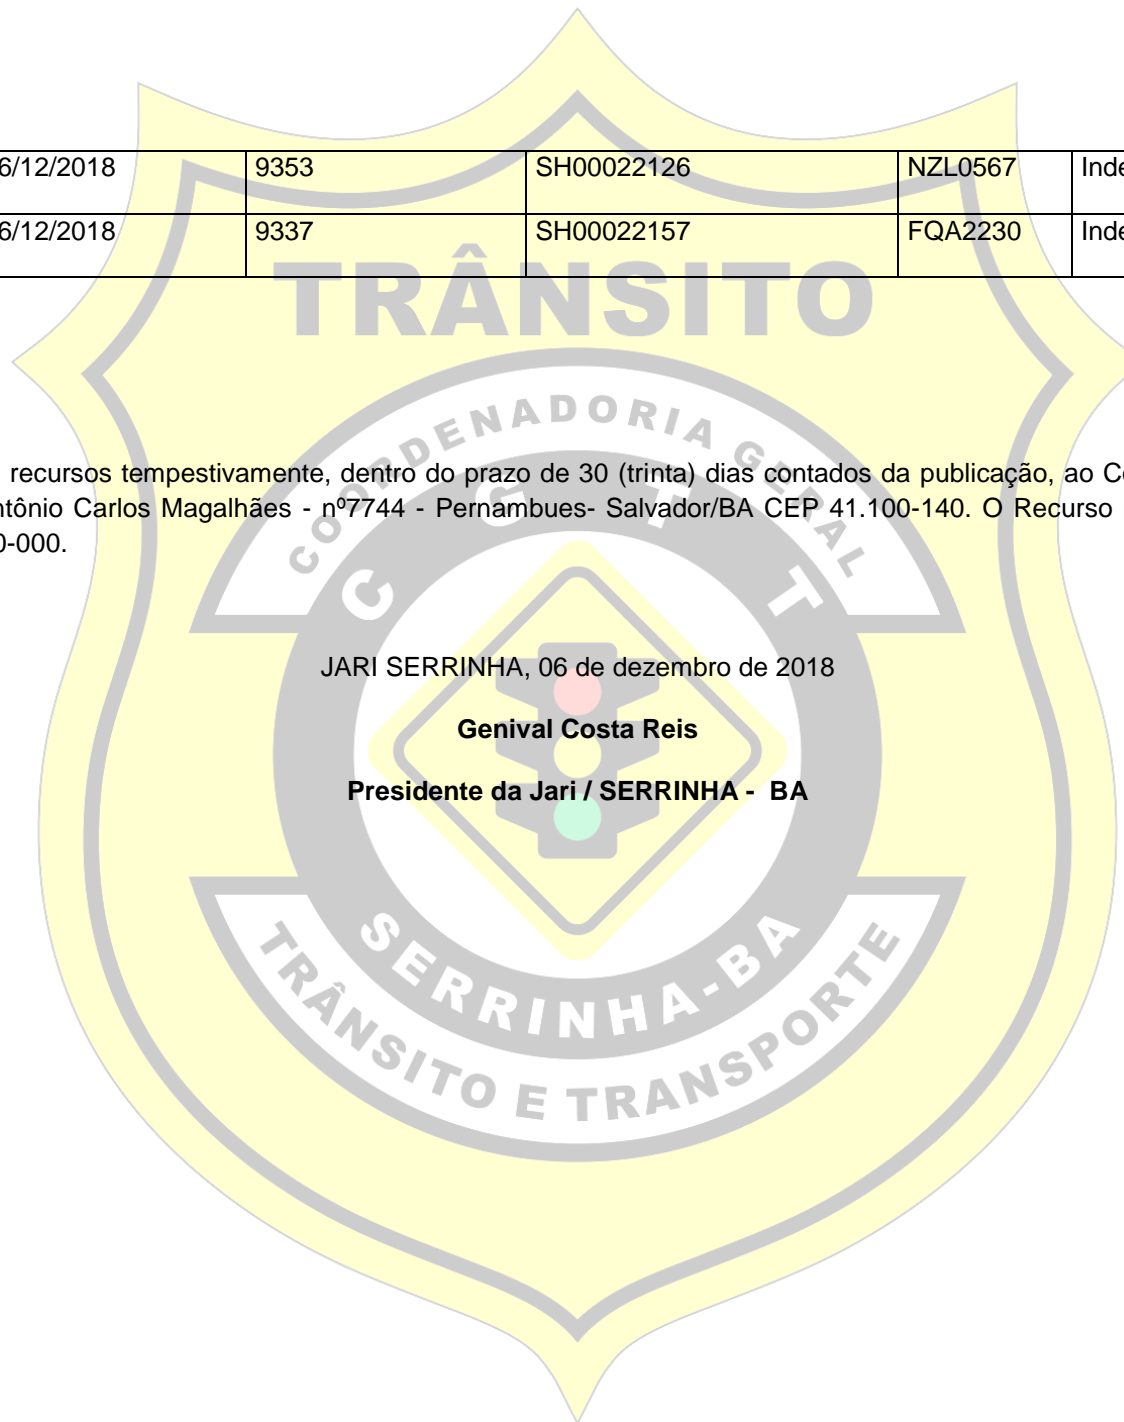 6/12/2018 9353 SH00022126 NZL0567 Inde
6/12/2018 9337 SH00022157 FQA2230 Inde
TRÂNSITO
COORDENADORIA GERAL
C G T T
recursos tempestivamente, dentro do prazo de 30 (trinta) dias contados da publicação, ao C
ntônio Carlos Magalhães - nº7744 - Pernambues- Salvador/BA CEP 41.100-140. O Recurso
0-000.
JARI SERRINHA, 06 de dezembro de 2018
Genival Costa Reis
Presidente da Jari / SERRINHA - BA
SERRINHA-BA
TRÂNSITO E TRANSPORTE